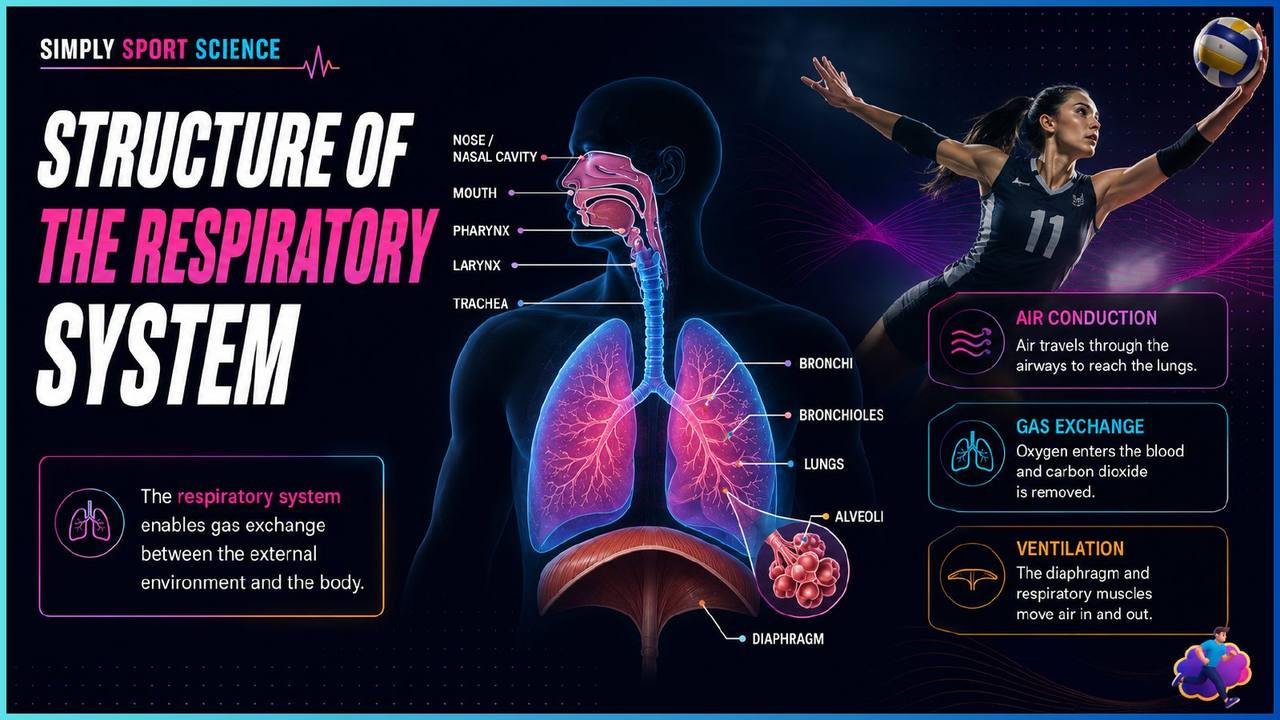 SIMPLY SPORT SCIENCE
STRUCTURE OF
THE RESPIRATORY
SYSTEM
The respiratory system
enables gas exchange
between the external
environment and the body.
NOSE /
NASAL CAVITY
MOUTH
PHARYNX
LARYNX
TRACHEA
BRONCHI
BRONCHIOLES
LUNGS
ALVEOLI
DIAPHRAGM
11
AIR CONDUCTION
Air travels through the
airways to reach the lungs.
GAS EXCHANGE
Oxygen enters the blood
and carbon dioxide
is removed.
VENTILATION
The diaphragm and
respiratory muscles
move air in and out.